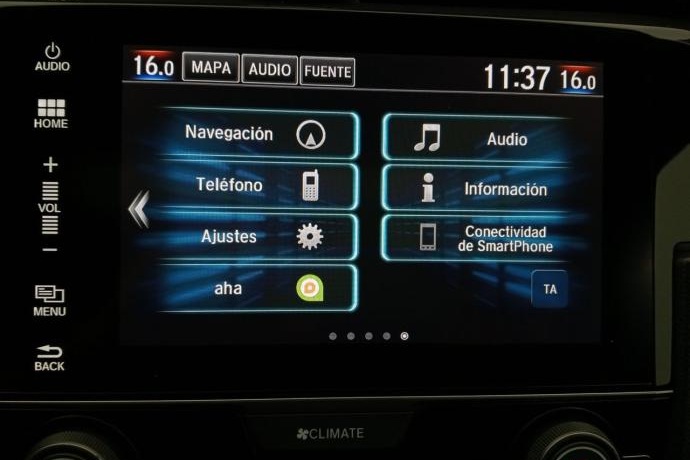 AUDIO
HOME
+
VOL
−
MENU
BACK
16.0 MAPA AUDIO FUENTE 11:37 16.0
Navegación
Audio
Teléfono
Información
Ajustes
Conectividad
de SmartPhone
aha
TA
CLIMATE